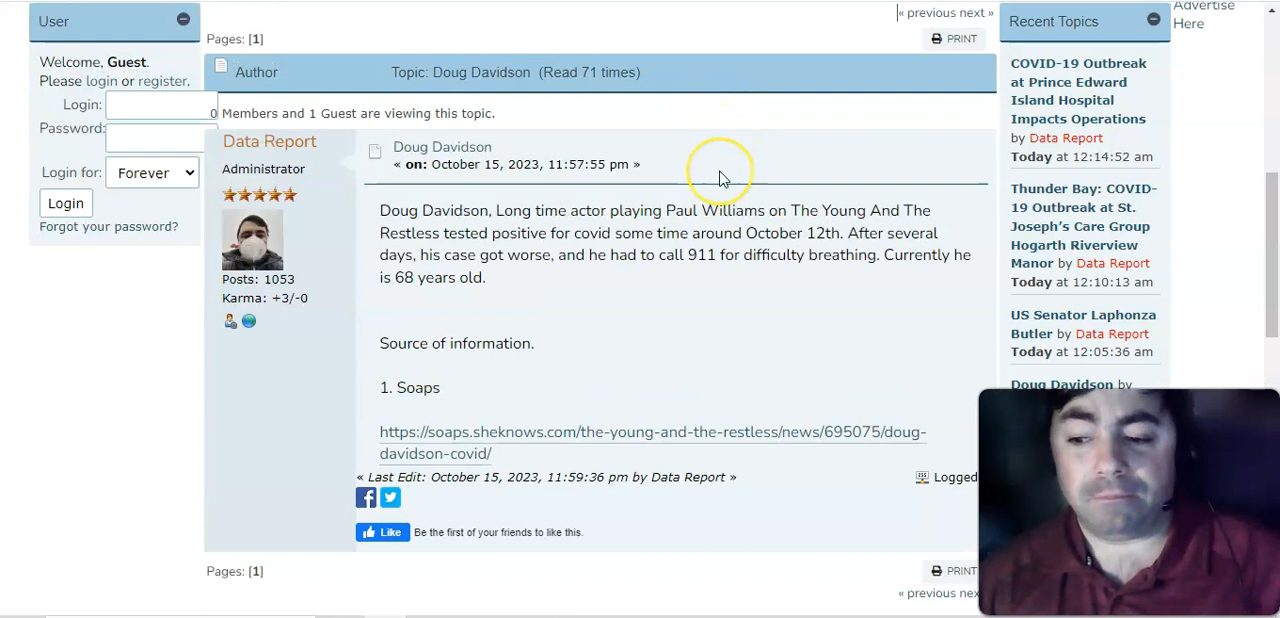 User
Welcome, Guest.
Please login or register.
Login:
Password:
Login for: Forever
Login
Forgot your password?
« previous next »
Pages: [1]
PRINT
Author
Topic: Doug Davidson (Read 71 times)
0 Members and 1 Guest are viewing this topic.
Data Report
Administrator
Posts: 1053
Karma: +3/-0
Doug Davidson
« on: October 15, 2023, 11:57:55 pm »
Doug Davidson, Long time actor playing Paul Williams on The Young And The
Restless tested positive for covid some time around October 12th. After several
days, his case got worse, and he had to call 911 for difficulty breathing. Currently he
is 68 years old.
Source of information.
1. Soaps
https://soaps.sheknows.com/the-young-and-the-restless/news/695075/doug-
davidson-covid/
« Last Edit: October 15, 2023, 11:59:36 pm by Data Report »
Logged
Like
Be the first of your friends to like this.
Pages: [1]
PRINT
« previous nex
Recent Topics
COVID-19 Outbreak
at Prince Edward
Island Hospital
Impacts Operations
by Data Report
Today at 12:14:52 am
Thunder Bay: COVID-
19 Outbreak at St.
Joseph's Care Group
Hogarth Riverview
Manor by Data Report
Today at 12:10:13 am
US Senator Laphonza
Butler by Data Report
Today at 12:05:36 am
Doug Davidson by
Advertise
Here